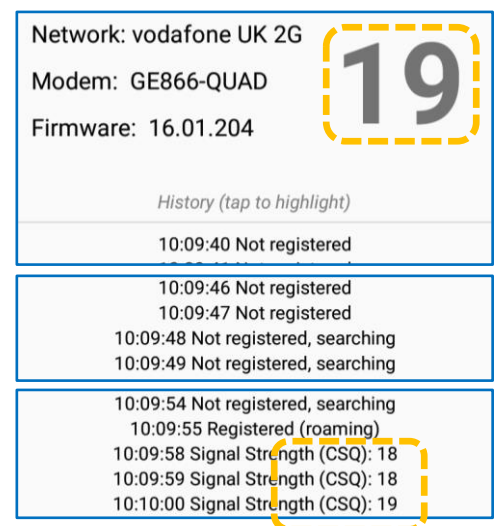 Network: vodafone UK 2G
19
Modem: GE866-QUAD
Firmware: 16.01.204
History (tap to highlight)
10:09:40 Not registered
10:09:46 Not registered
10:09:47 Not registered
10:09:48 Not registered, searching
10:09:49 Not registered, searching
10:09:54 Not registered, searching
10:09:55 Registered (roaming)
10:09:58 Signal Strength (CSQ): 18
10:09:59 Signal Strength (CSQ): 18
10:10:00 Signal Strength (CSQ): 19